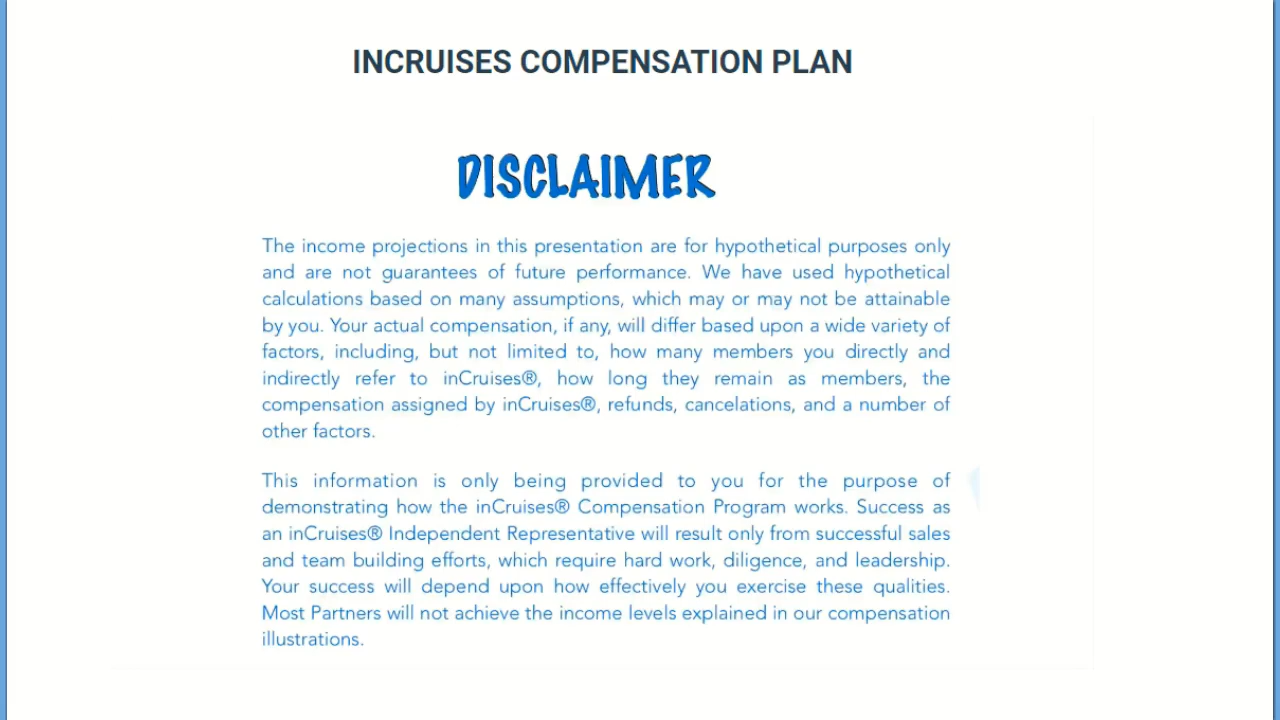 INCRUISES COMPENSATION PLAN
DISCLAIMER
The income projections in this presentation are for hypothetical purposes only
and are not guarantees of future performance. We have used hypothetical
calculations based on many assumptions, which may or may not be attainable
by you. Your actual compensation, if any, will differ based upon a wide variety of
factors, including, but not limited to, how many members you directly and
indirectly refer to inCruises®, how long they remain as members, the
compensation assigned by inCruises®, refunds, cancelations, and a number of
other factors.
This information is only being provided to you for the purpose of
demonstrating how the inCruises® Compensation Program works. Success as
an inCruises® Independent Representative will result only from successful sales
and team building efforts, which require hard work, diligence, and leadership.
Your success will depend upon how effectively you exercise these qualities.
Most Partners will not achieve the income levels explained in our compensation
illustrations.